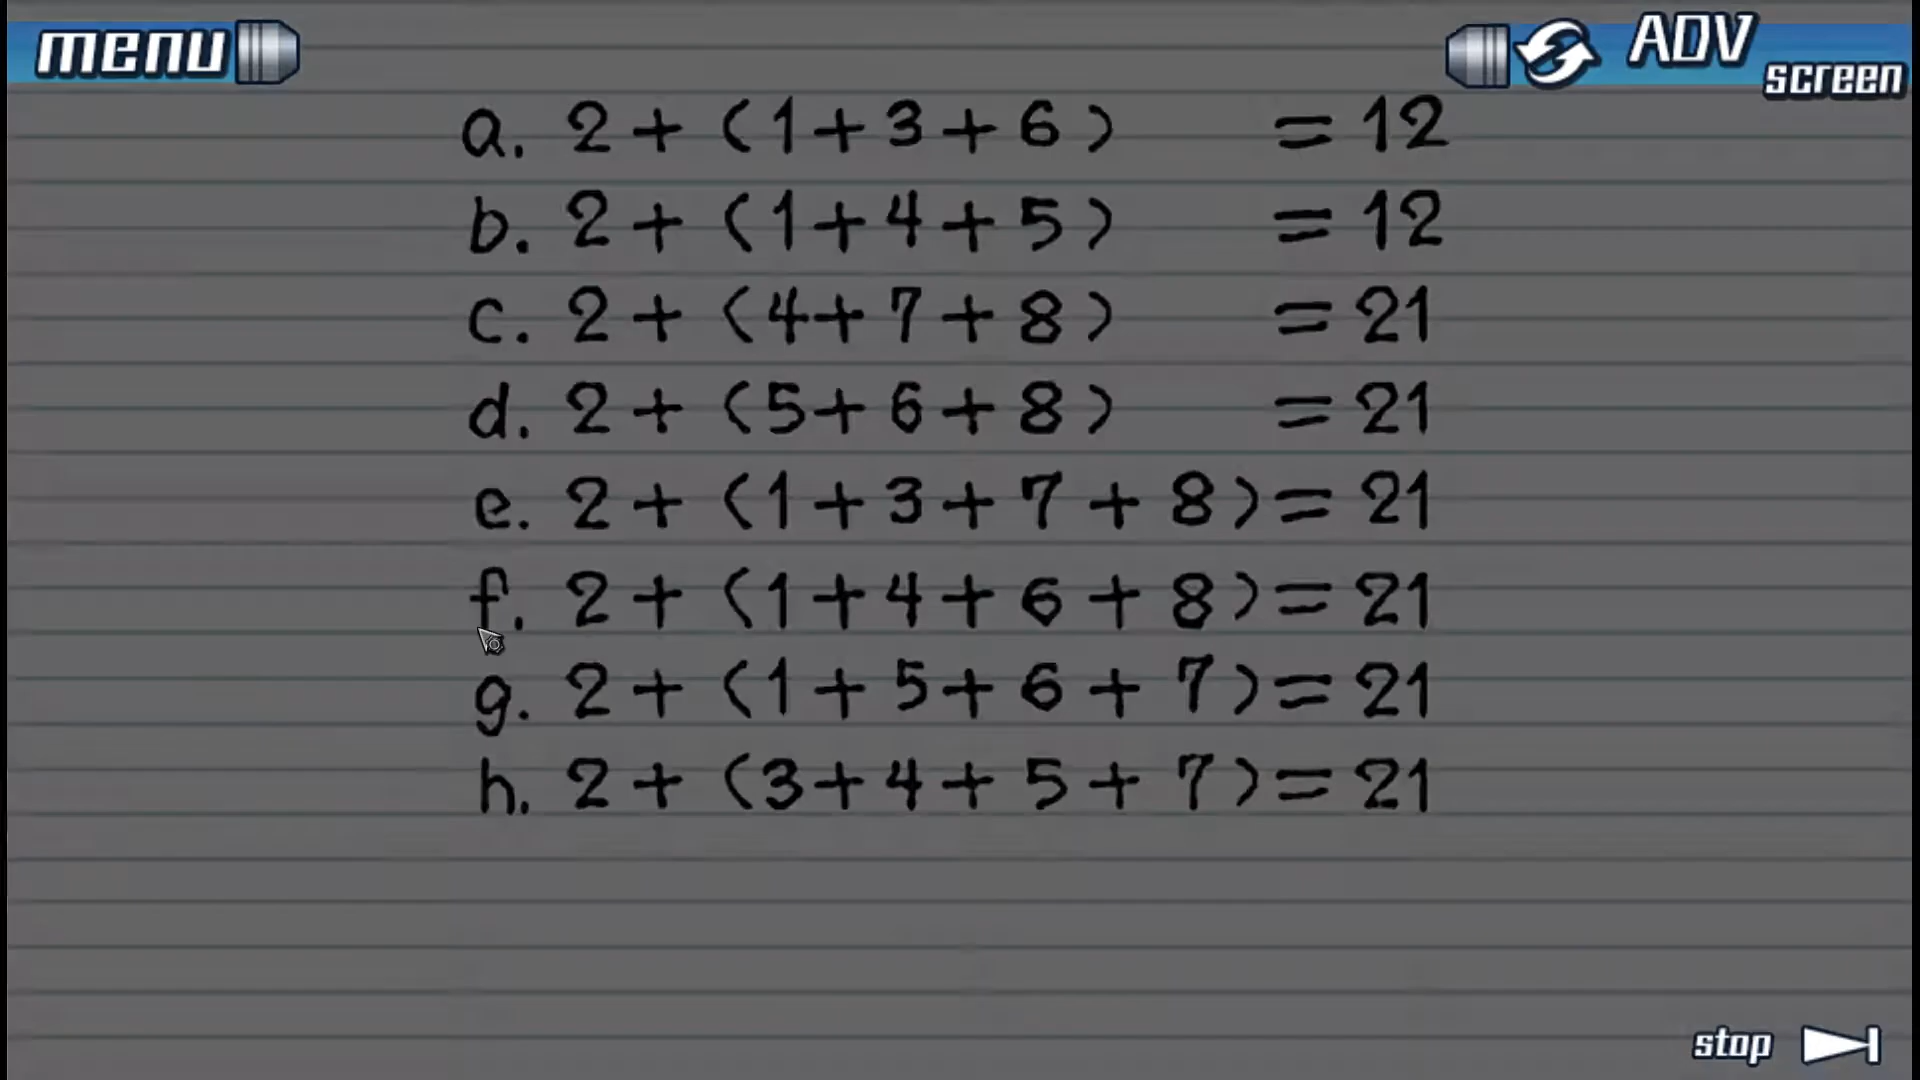 menu
ADV
screen
a. 2 + (1 + 3 + 6) = 12
b. 2 + (1 + 4 + 5) = 12
c. 2 + (4 + 7 + 8) = 21
d. 2 + (5 + 6 + 8) = 21
e. 2 + (1 + 3 + 7 + 8) = 21
f. 2 + (1 + 4 + 6 + 8) = 21
g. 2 + (1 + 5 + 6 + 7) = 21
h. 2 + (3 + 4 + 5 + 7) = 21
stop